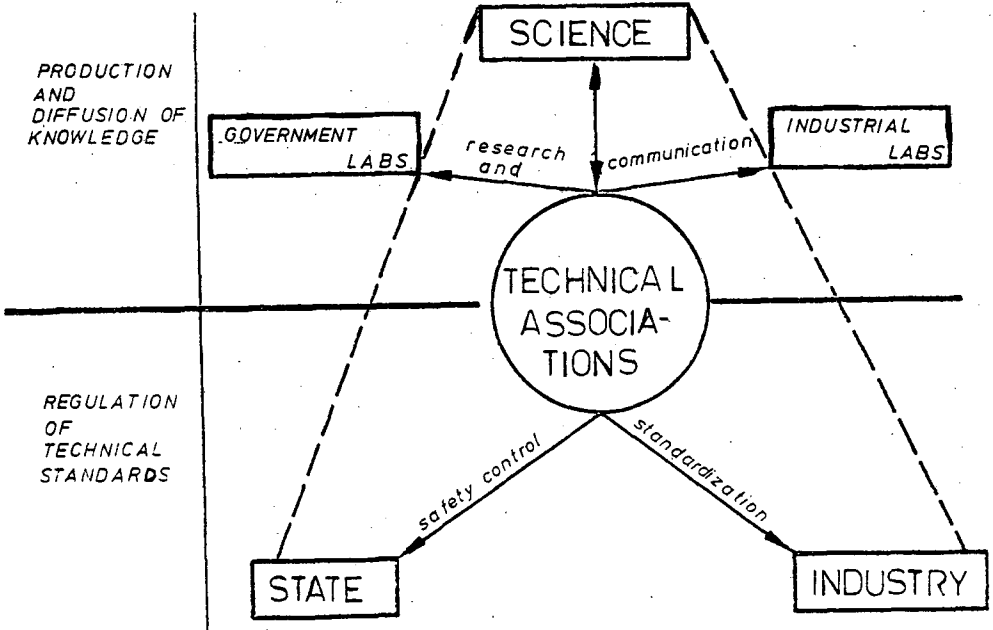 SCIENCE
PRODUCTION
AND
DIFFUSION OF
KNOWLEDGE
GOVERNMENT
LABS
research
and
communication
INDUSTRIAL
LABS
TECHNICAL
ASSOCIA-
TIONS
REGULATION
OF
TECHNICAL
STANDARDS
safety control
standardization
STATE
INDUSTRY